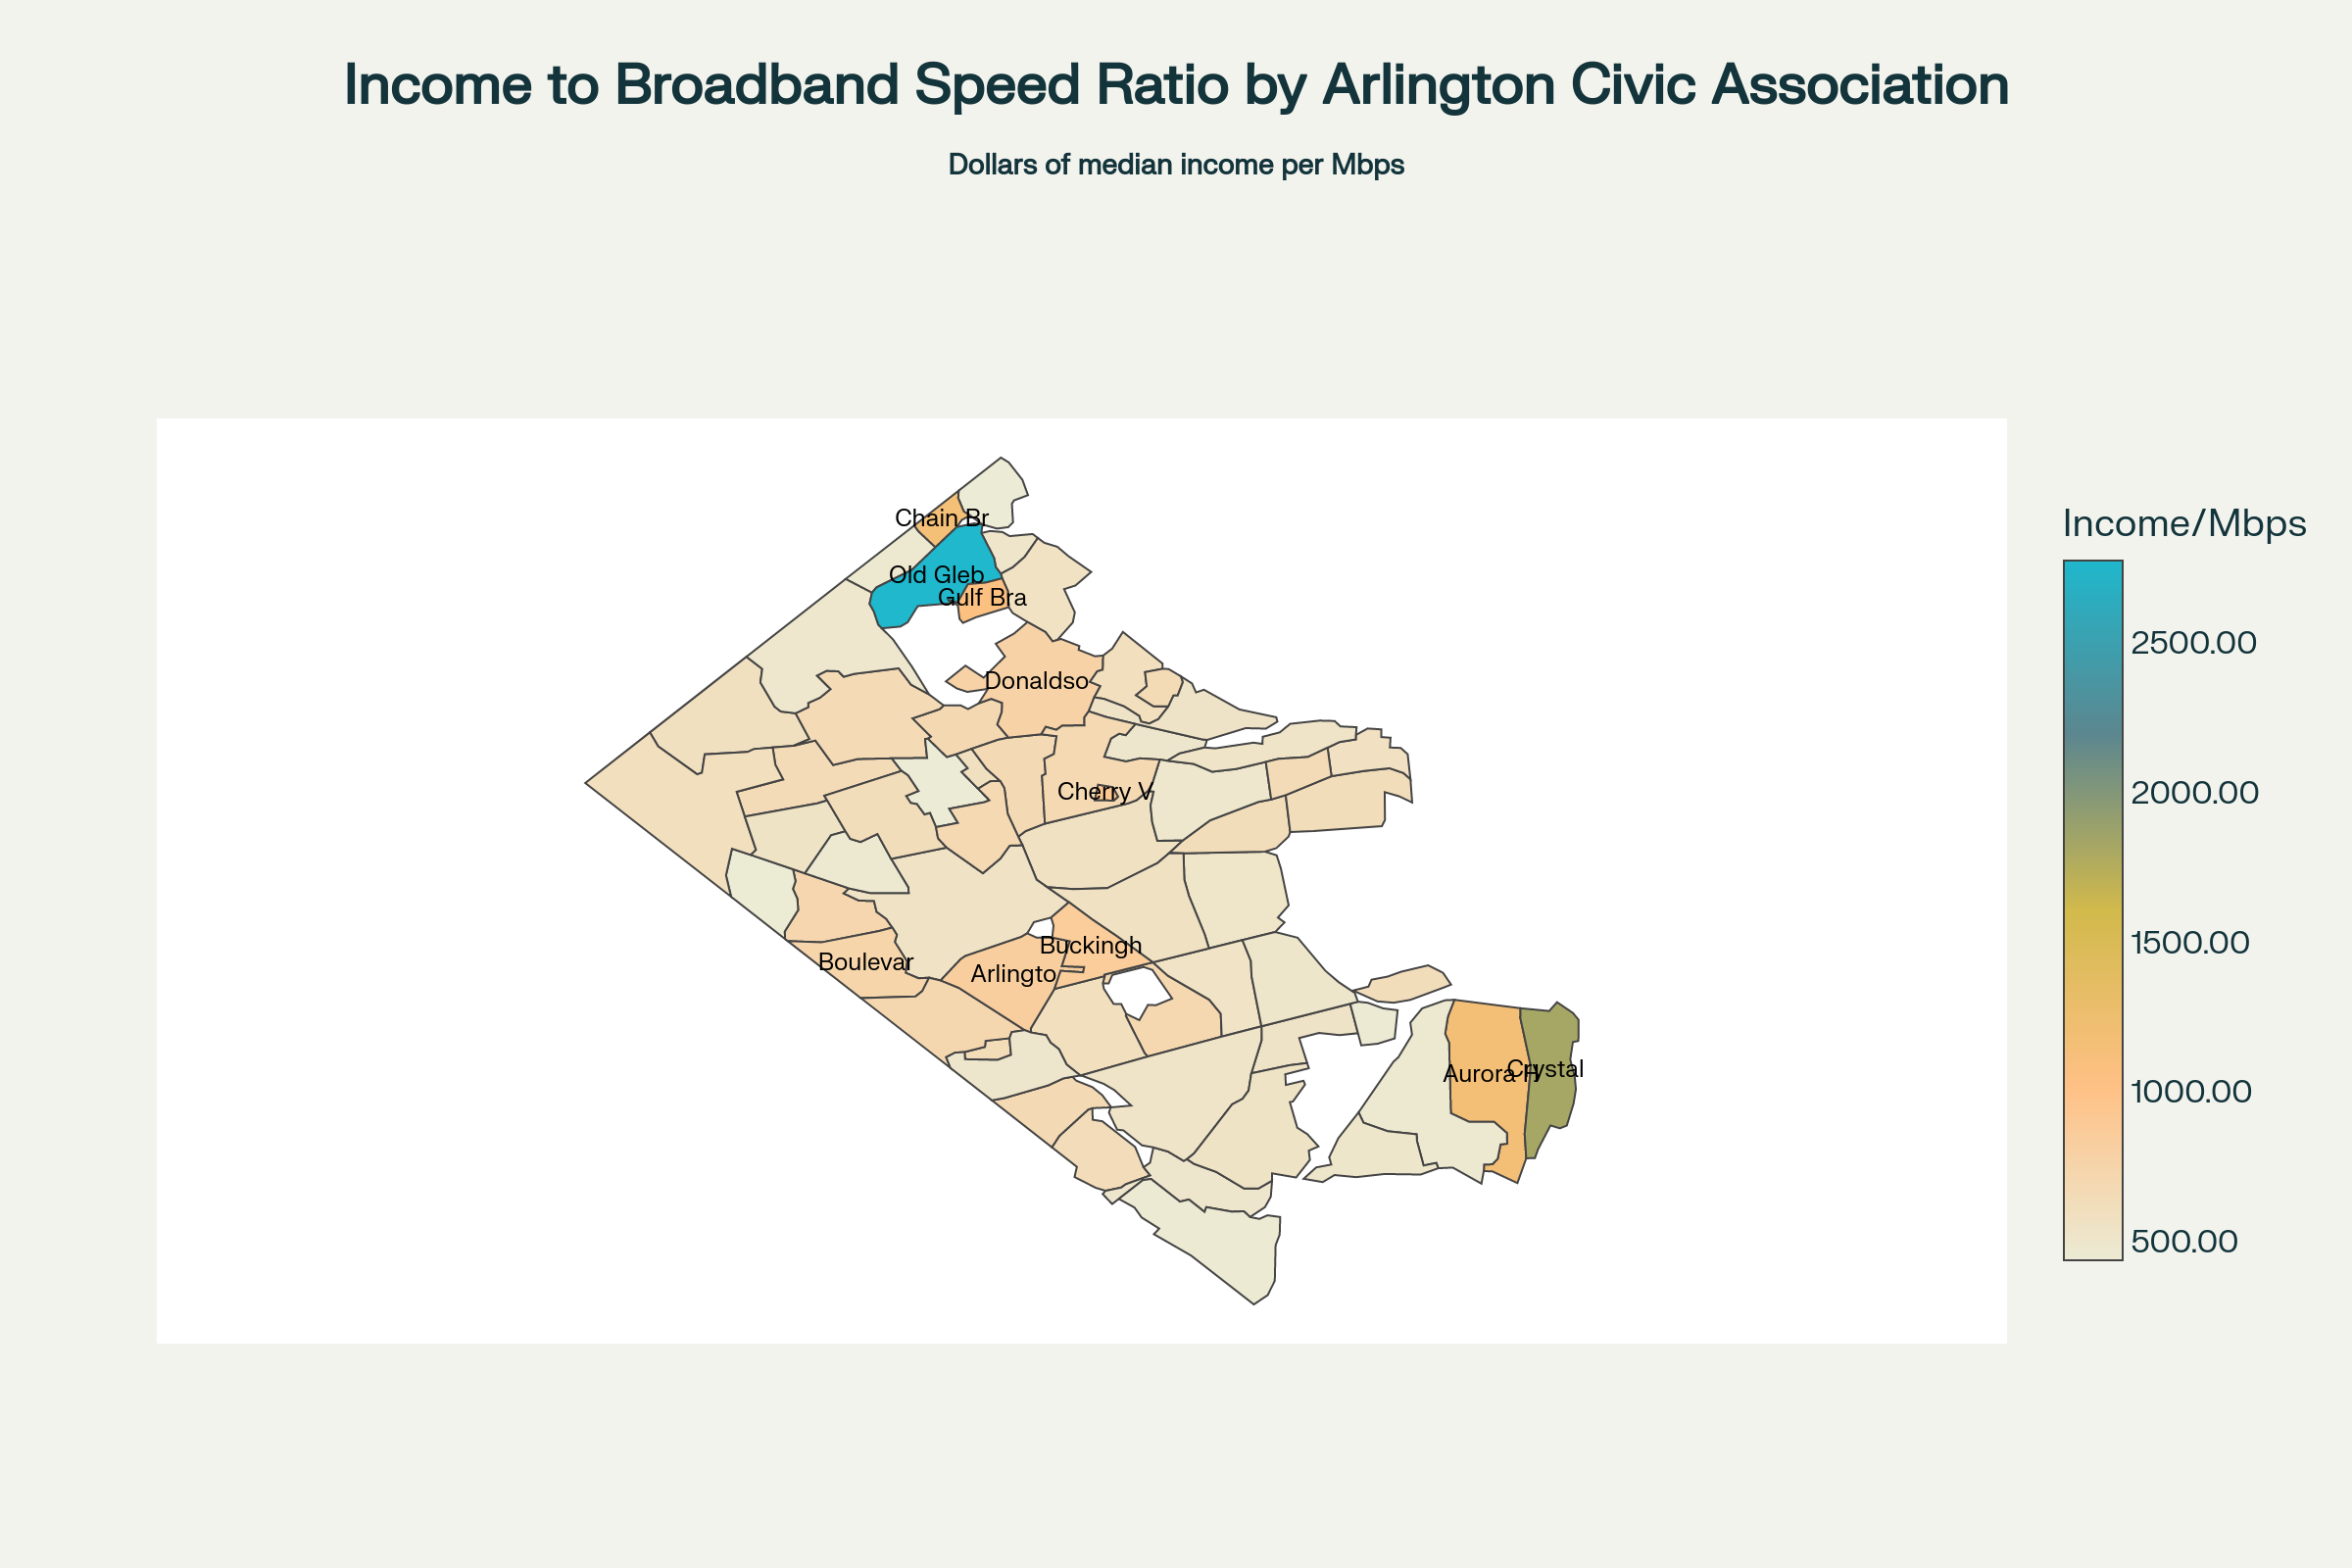 Income to Broadband Speed Ratio by Arlington Civic Association
Dollars of median income per Mbps
Income/Mbps
2500.00
2000.00
1500.00
1000.00
500.00
Chain Br
Old Gleb
Gulf Bra
Donaldso
Cherry V
Buckingh
Boulevar
Arlingto
Aurora H
Crystal